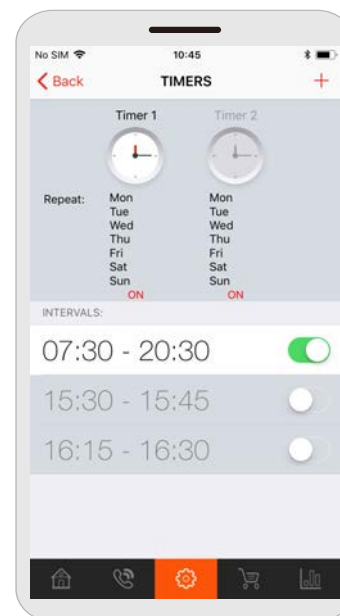 No SIM 10:45
Back TIMERS +
Timer 1 Timer 2
Repeat: Mon Mon
Tue Tue
Wed Wed
Thu Thu
Fri Fri
Sat Sat
Sun Sun
ON ON
INTERVALS:
07:30 - 20:30
15:30 - 15:45
16:15 - 16:30